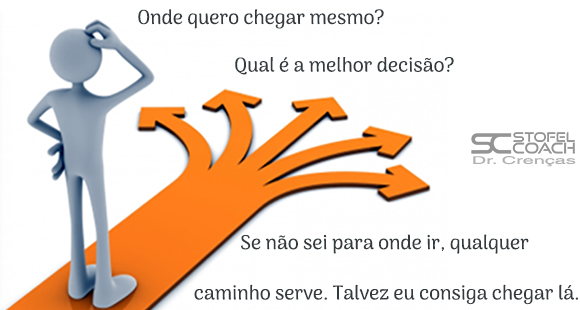 Onde quero chegar mesmo?
Qual é a melhor decisão?
SC STOFEL
COACH
Dr. Crenças
Se não sei para onde ir, qualquer
caminho serve. Talvez eu consiga chegar lá.